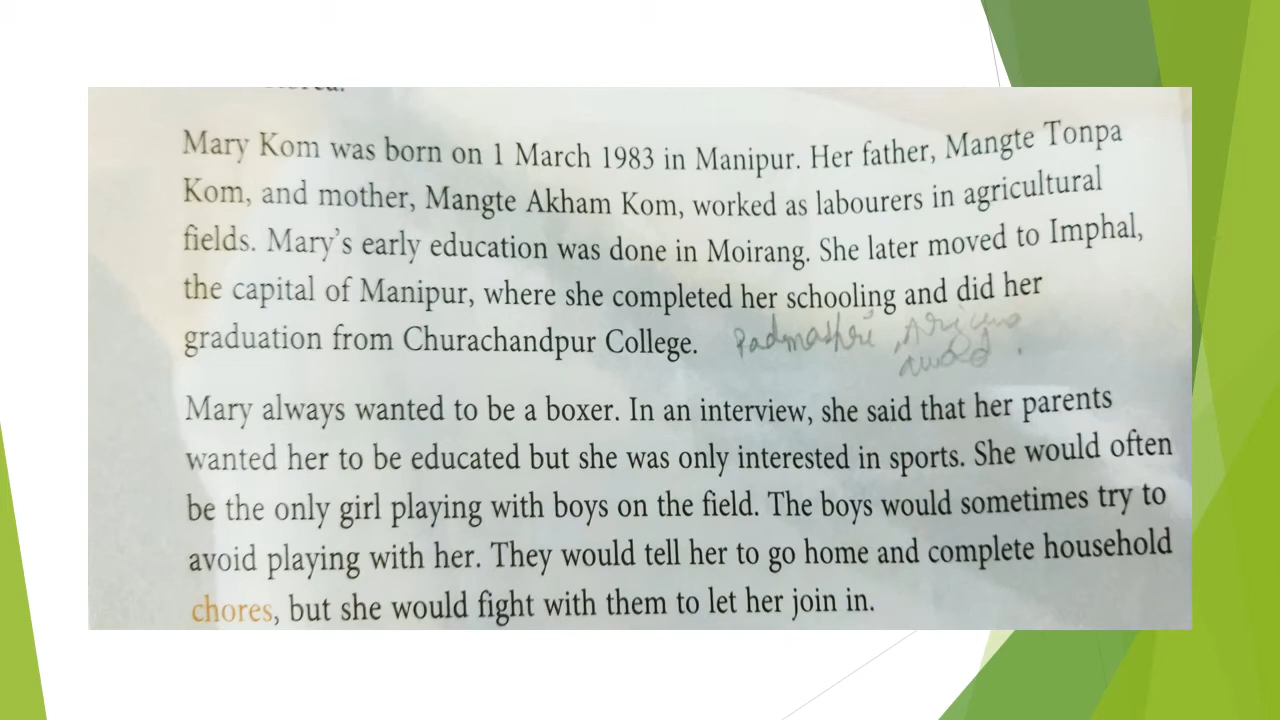 Mary Kom was born on 1 March 1983 in Manipur. Her father, Mangte Tonpa
Kom, and mother, Mangte Akham Kom, worked as labourers in agricultural
fields. Mary's early education was done in Moirang. She later moved to Imphal,
the capital of Manipur, where she completed her schooling and did her
graduation from Churachandpur College. Padmashri,
Mary always wanted to be a boxer. In an interview, she said that her parents
wanted her to be educated but she was only interested in sports. She would often
be the only girl playing with boys on the field. The boys would sometimes try to
avoid playing with her. They would tell her to go home and complete household
chores, but she would fight with them to let her join in.